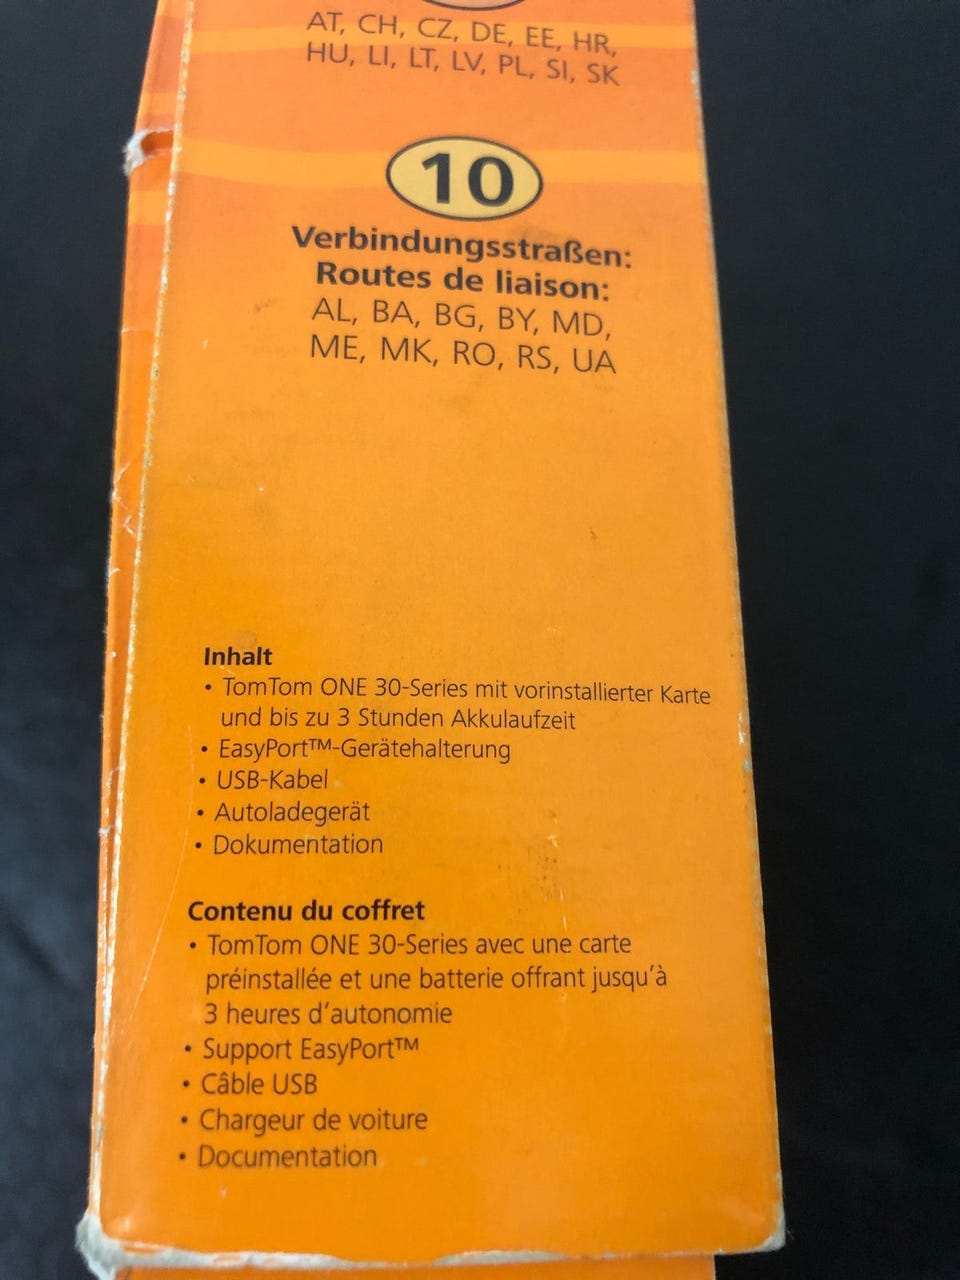 AT, CH, CZ, DE, EE, HR,
HU, LI, LT, LV, PL, SI, SK
10
Verbindungsstraßen:
Routes de liaison:
AL, BA, BG, BY, MD,
ME, MK, RO, RS, UA
Inhalt
• TomTom ONE 30-Series mit vorinstallierter Karte
und bis zu 3 Stunden Akkulaufzeit
• EasyPort™-Gerätehalterung
• USB-Kabel
• Autoladegerät
• Dokumentation
Contenu du coffret
• TomTom ONE 30-Series avec une carte
préinstallée et une batterie offrant jusqu'à
3 heures d'autonomie
• Support EasyPort™
• Câble USB
• Chargeur de voiture
• Documentation